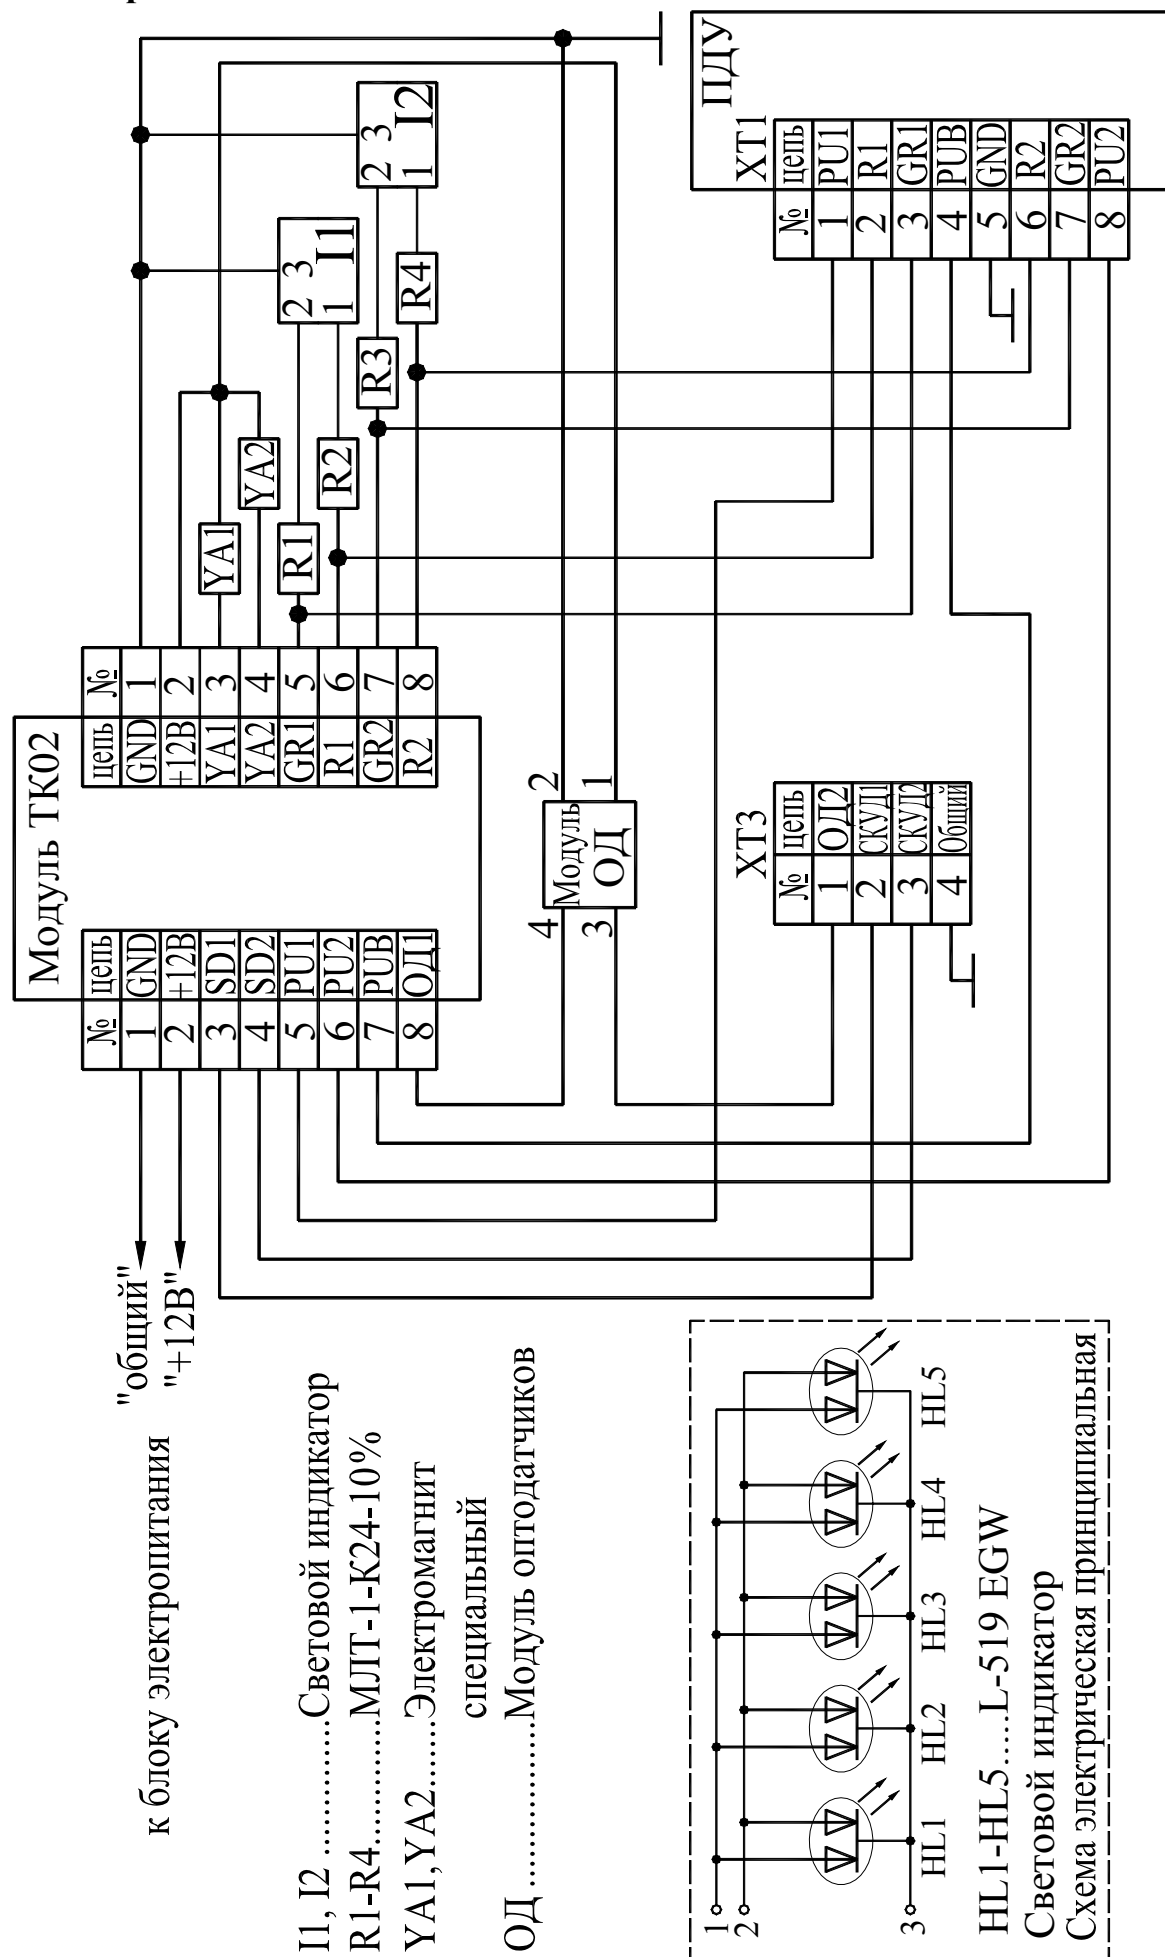 Модуль ТК02
№ цепь
1 GND
2 +12В
3 SD1
4 SD2
5 PU1
6 PU2
7 PUB
8 ОД1
цепь №
GND 1
+12В 2
YA1 3
YA2 4
GR1 5
R1 6
GR2 7
R2 8
"общий"
"+12В"
к блоку электропитания
YA1
YA2
R1
R2
R3
R4
2 3
1 I1
2 3
1 I2
4 Модуль 2
3 ОД 1
ХТ3
№ цепь
1 ОД2
2 СКУД1
3 СКУД2
4 Общий
ПДУ
ХТ1
№ цепь
1 PU1
2 R1
3 GR1
4 PUB
5 GND
6 R2
7 GR2
8 PU2
I1, I2 ................Световой индикатор
R1-R4................МЛТ-1-К24-10%
YA1,YA2.......Электромагнит
специальный
ОД ...................Модуль оптодатчиков
1
2
3
HL1 HL2 HL3 HL4 HL5
HL1-HL5......L-519 EGW
Световой индикатор
Схема электрическая принципиальная